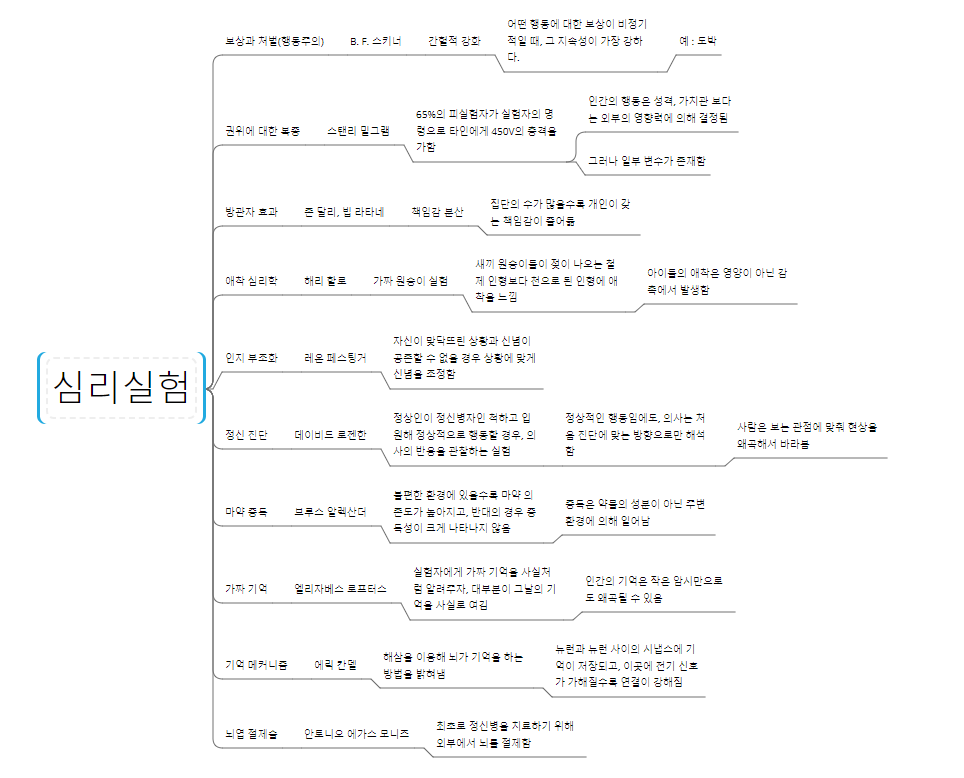 심리실험
보상과 처벌(행동주의)
B. F. 스키너
간헐적 강화
어떤 행동에 대한 보상이 비정기
적일 때, 그 지속성이 가장 강하
다.
예 : 도박
권위에 대한 복종
스탠리 밀그램
65%의 피실험자가 실험자의 명
령으로 타인에게 450V의 충격을
가함
인간의 행동은 성격, 가치관 보다
는 외부의 영향력에 의해 결정됨
그러나 일부 변수가 존재함
방관자 효과
존 달리, 빕 라타네
책임감 분산
집단의 수가 많을수록 개인이 갖
는 책임감이 줄어듦
애착 심리학
해리 할로
가짜 원숭이 실험
새끼 원숭이들이 젖이 나오는 철
제 인형보다 천으로 된 인형에 애
착을 느낌
아이들의 애착은 영양이 아닌 감
촉에서 발생함
인지 부조화
레온 페스팅거
자신이 맞닥뜨린 상황과 신념이
공존할 수 없을 경우 상황에 맞게
신념을 조정함
정신 진단
데이비드 로젠한
정상인이 정신병자인 척하고 입
원해 정상적으로 행동할 경우, 의
사의 반응을 관찰하는 실험
정상적인 행동임에도, 의사는 처
음 진단에 맞는 방향으로만 해석
함
사람은 보는 관점에 맞춰 현상을
왜곡해서 바라봄
마약 중독
브루스 알렉산더
불편한 환경에 있을수록 마약 의
존도가 높아지고, 반대의 경우 중
독성이 크게 나타나지 않음
중독은 약물의 성분이 아닌 주변
환경에 의해 일어남
가짜 기억
엘리자베스 로프터스
실험자에게 가짜 기억을 사실처
럼 알려주자, 대부분이 그날의 기
억을 사실로 여김
인간의 기억은 작은 암시만으로
도 왜곡될 수 있음
기억 메커니즘
에릭 칸델
해삼을 이용해 뇌가 기억을 하는
방법을 밝혀냄
뉴런과 뉴런 사이의 시냅스에 기
억이 저장되고, 이곳에 전기 신호
가 가해질수록 연결이 강해짐
뇌엽 절제술
안토니오 에가스 모니즈
최초로 정신병을 치료하기 위해
외부에서 뇌를 절제함